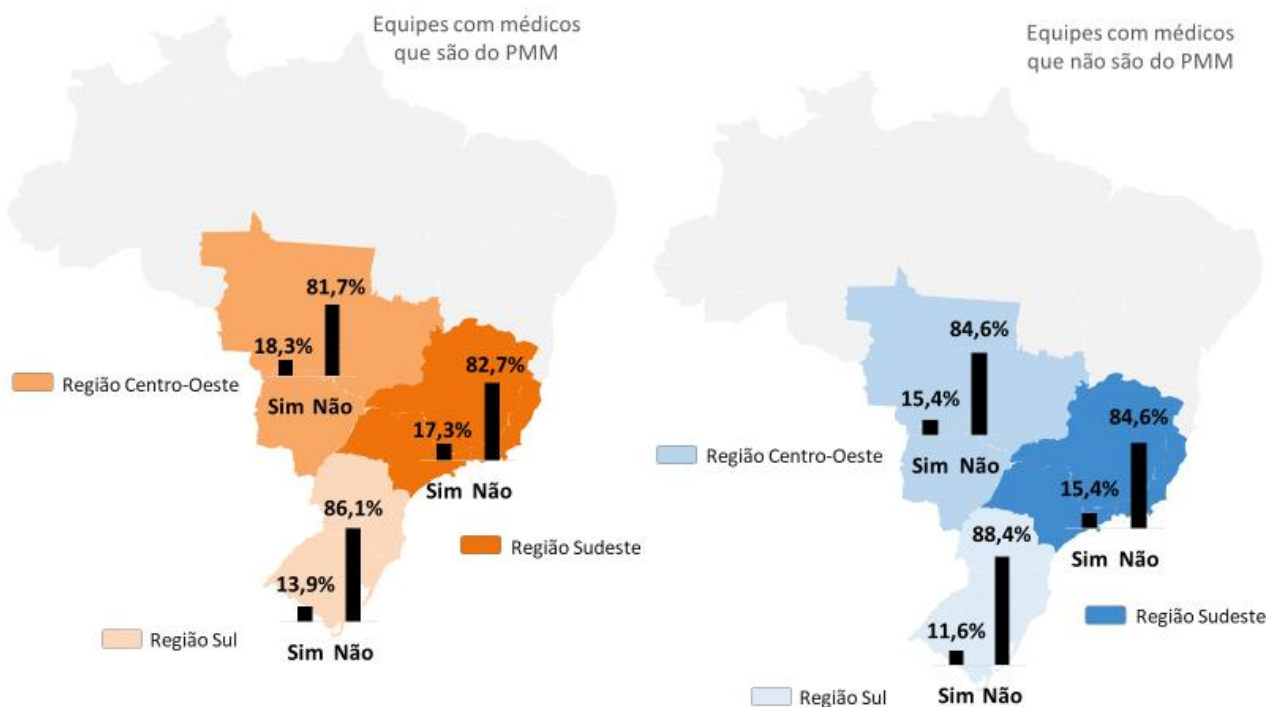 Equipes com médicos
que são do PMM
81,7%
18,3%
Sim Não
Região Centro-Oeste
82,7%
17,3%
Sim Não
Região Sudeste
86,1%
13,9%
Sim Não
Região Sul
Equipes com médicos
que não são do PMM
84,6%
15,4%
Sim Não
Região Centro-Oeste
84,6%
15,4%
Sim Não
Região Sudeste
88,4%
11,6%
Sim Não
Região Sul